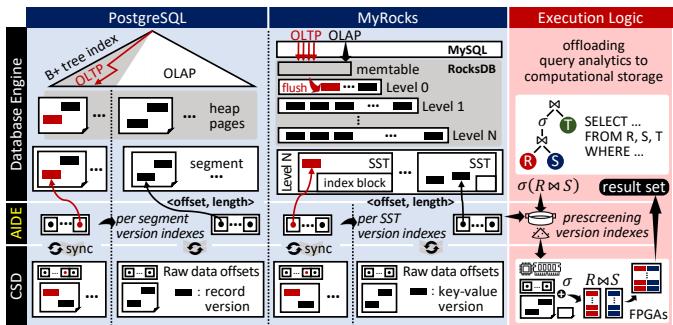 PostgreSQL
MyRocks
Execution Logic
Database Engine
AIDE
CSD
B+ tree index
OLTP
OLAP
...
...
heap
pages
...
segment
...
<offset, length>
per segment
version indexes
sync
Raw data offsets
: record
version
...
OLTP OLAP
MySQL
memtable
RocksDB
flush
... Level 0
... Level 1
⋮
... Level N
Level N
SST
index block
...
SST
<offset, length>
per SST
version indexes
sync
Raw data offsets
: key-value
version
...
offloading
query analytics to
computational storage
⋈
σ
T
⋈
R
S
SELECT ...
FROM R, S, T
WHERE ...
σ(R⋈S)
result set
prescreening
version indexes
σ
R⋈S
FPGAs